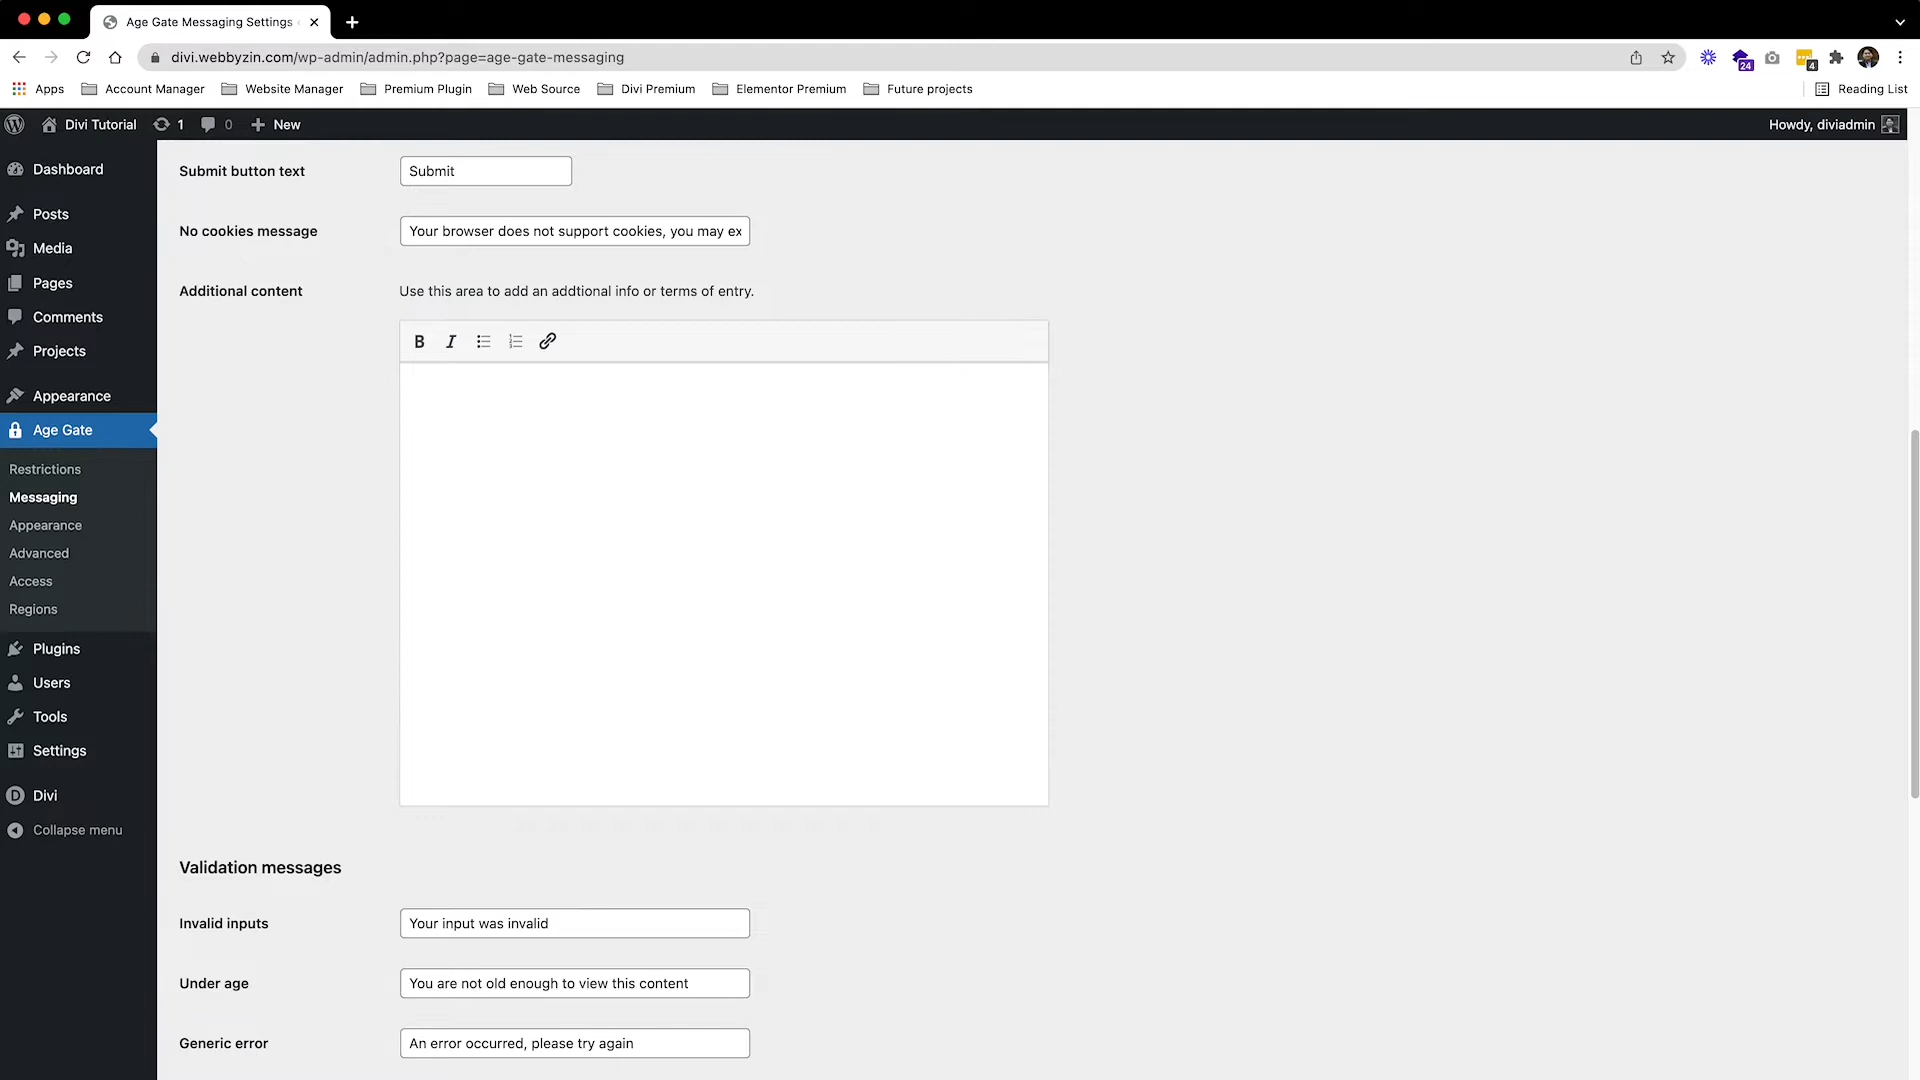 Age Gate Messaging Settings
divi.webbyzin.com/wp-admin/admin.php?page=age-gate-messaging
24
4
Apps Account Manager Website Manager Premium Plugin Web Source Divi Premium Elementor Premium Future projects Reading List
Divi Tutorial 1 0 New Howdy, diviadmin
Dashboard
Posts
Media
Pages
Comments
Projects
Appearance
Age Gate
Restrictions
Messaging
Appearance
Advanced
Access
Regions
Plugins
Users
Tools
Settings
Divi
Collapse menu
Submit button text Submit
No cookies message Your browser does not support cookies, you may ex
Additional content Use this area to add an addtional info or terms of entry.
B I
Validation messages
Invalid inputs Your input was invalid
Under age You are not old enough to view this content
Generic error An error occurred, please try again